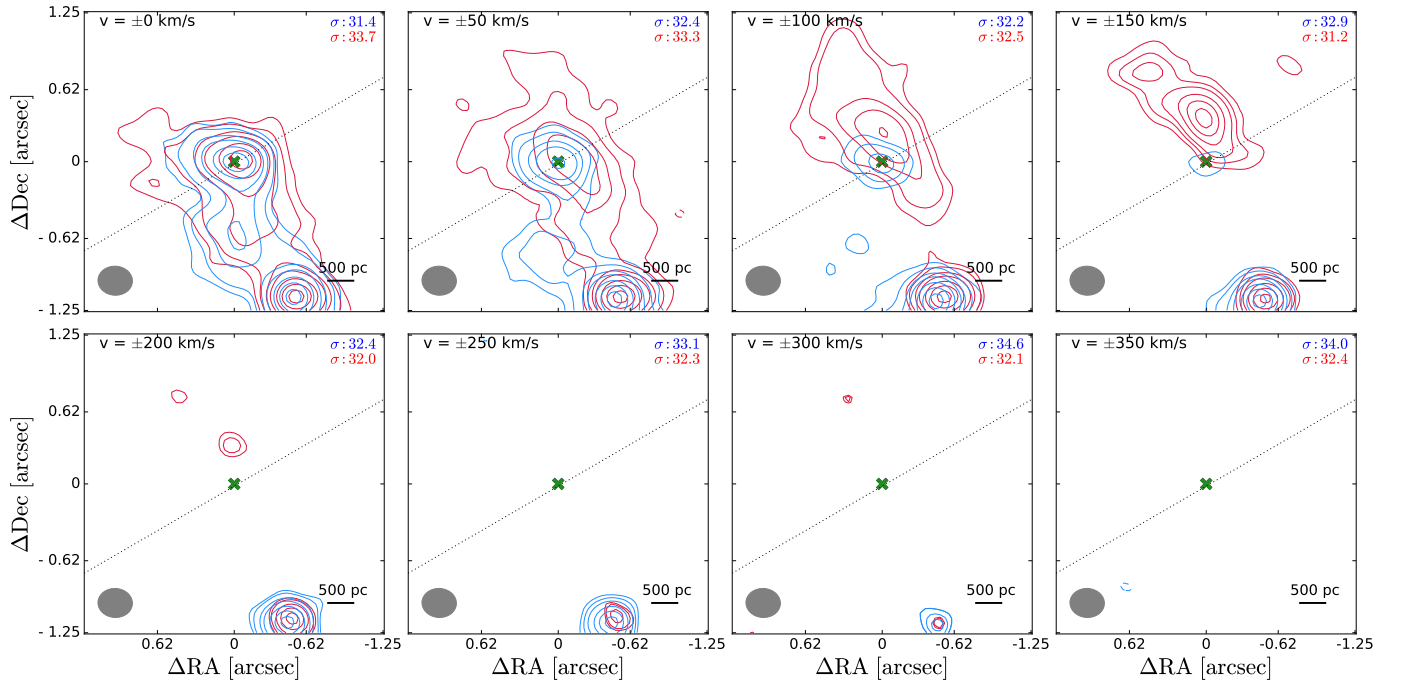 v = ±0 km/s σ : 31.4
σ : 33.7
v = ±50 km/s σ : 32.4
σ : 33.3
v = ±100 km/s σ : 32.2
σ : 32.5
v = ±150 km/s σ : 32.9
σ : 31.2
1.25
0.62
0
- 0.62
- 1.25
ΔDec [arcsec]
500 pc
500 pc
500 pc
500 pc
v = ±200 km/s σ : 32.4
σ : 32.0
v = ±250 km/s σ : 33.1
σ : 32.3
v = ±300 km/s σ : 34.6
σ : 32.1
v = ±350 km/s σ : 34.0
σ : 32.4
1.25
0.62
0
- 0.62
- 1.25
ΔDec [arcsec]
500 pc
500 pc
500 pc
500 pc
0.62 0 -0.62 -1.25
0.62 0 -0.62 -1.25
0.62 0 -0.62 -1.25
0.62 0 -0.62 -1.25
ΔRA [arcsec]
ΔRA [arcsec]
ΔRA [arcsec]
ΔRA [arcsec]